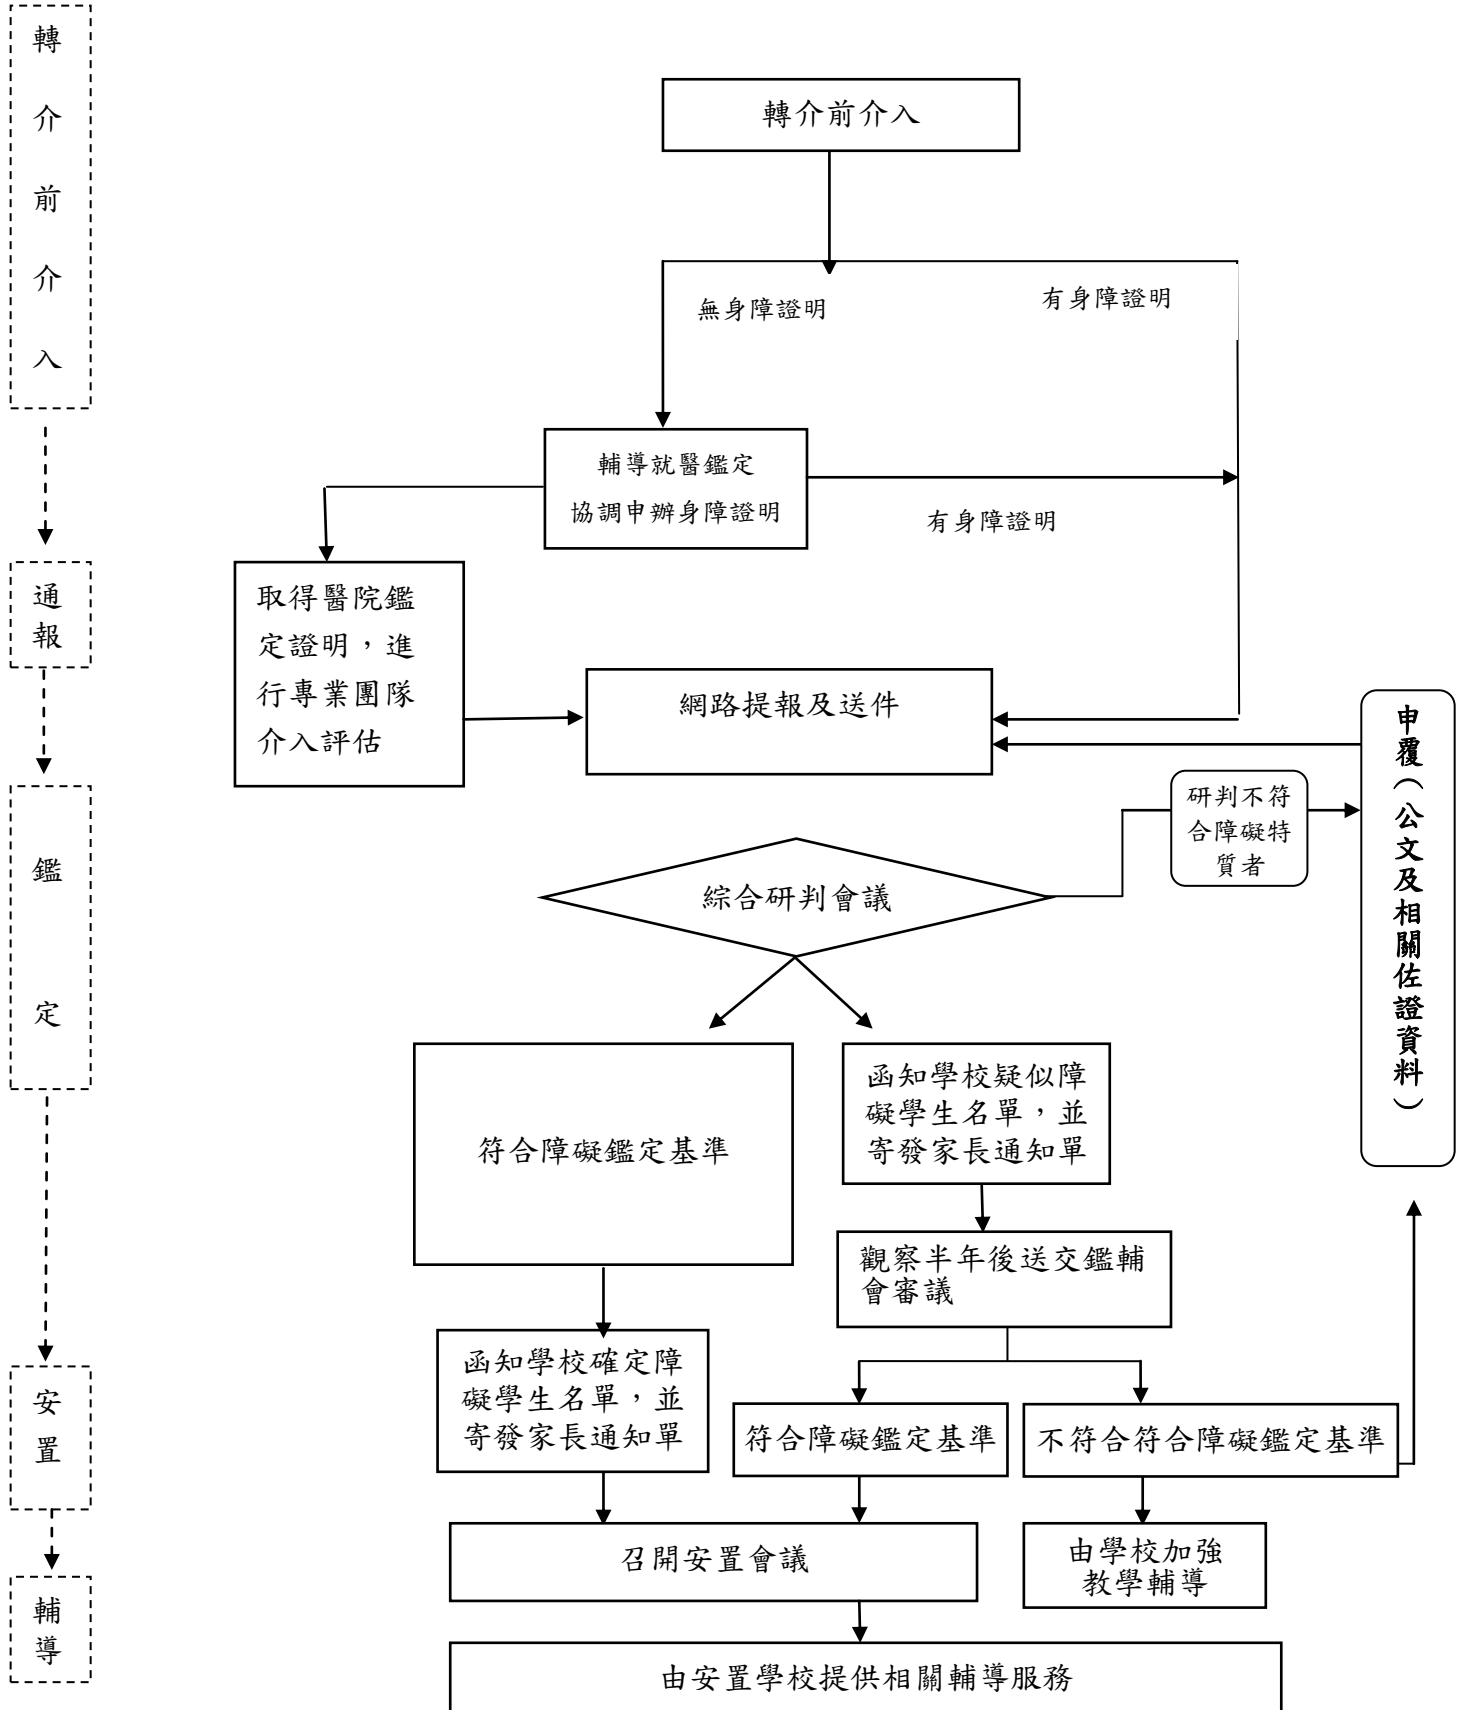 轉介前介入
通報
鑑定
安置
輔導
轉介前介入
無身障證明
有身障證明
輔導就醫鑑定
協調申辦身障證明
有身障證明
取得醫院鑑
定證明，進
行專業團隊
介入評估
網路提報及送件
申覆（公文及相關佐證資料）
研判不符
合障礙特
質者
綜合研判會議
符合障礙鑑定基準
函知學校疑似障
礙學生名單，並
寄發家長通知單
觀察半年後送交鑑輔
會審議
函知學校確定障
礙學生名單，並
寄發家長通知單
符合障礙鑑定基準
不符合符合障礙鑑定基準
召開安置會議
由學校加強
教學輔導
由安置學校提供相關輔導服務